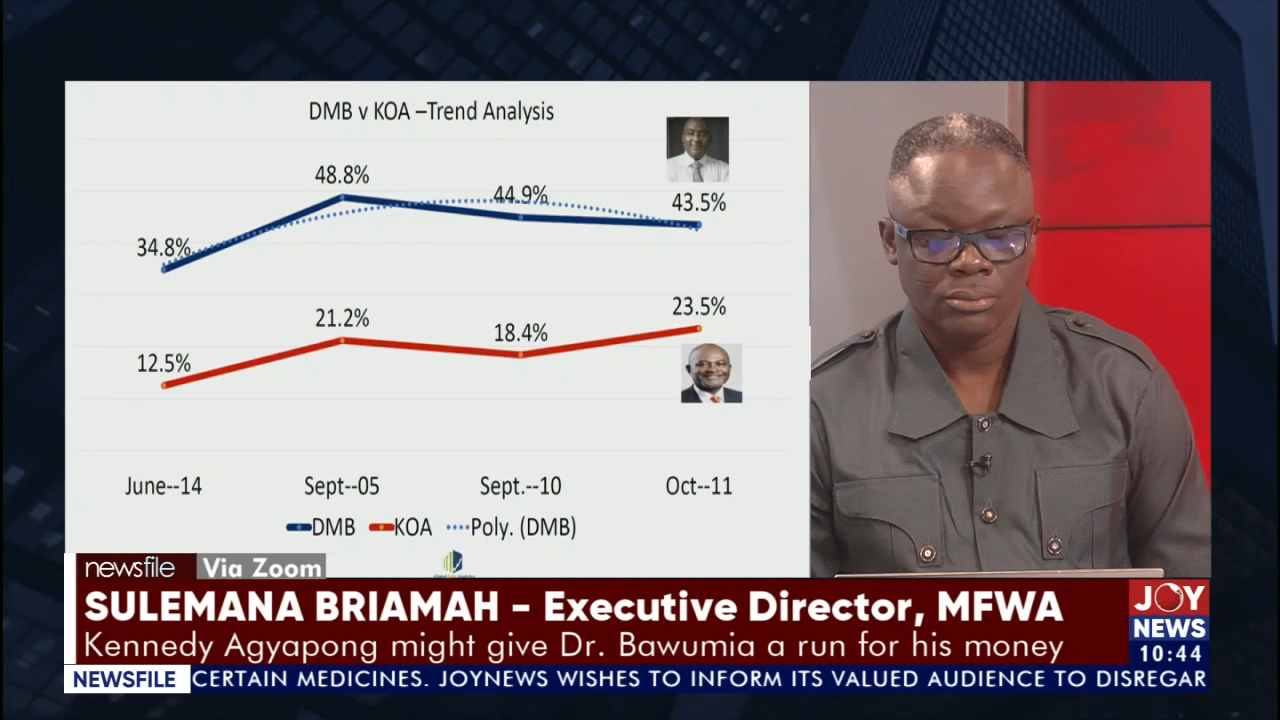 DMB v KOA –Trend Analysis
48.8%
44.9%
43.5%
34.8%
23.5%
21.2%
18.4%
12.5%
June--14 Sept--05 Sept.--10 Oct--11
DMB KOA Poly. (DMB)
newsfile Via Zoom
SULEMANA BRIAMAH – Executive Director, MFWA
Kennedy Agyapong might give Dr. Bawumia a run for his money
JOY
NEWS
10:44
NEWSFILE CERTAIN MEDICINES. JOYNEWS WISHES TO INFORM ITS VALUED AUDIENCE TO DISREGAR